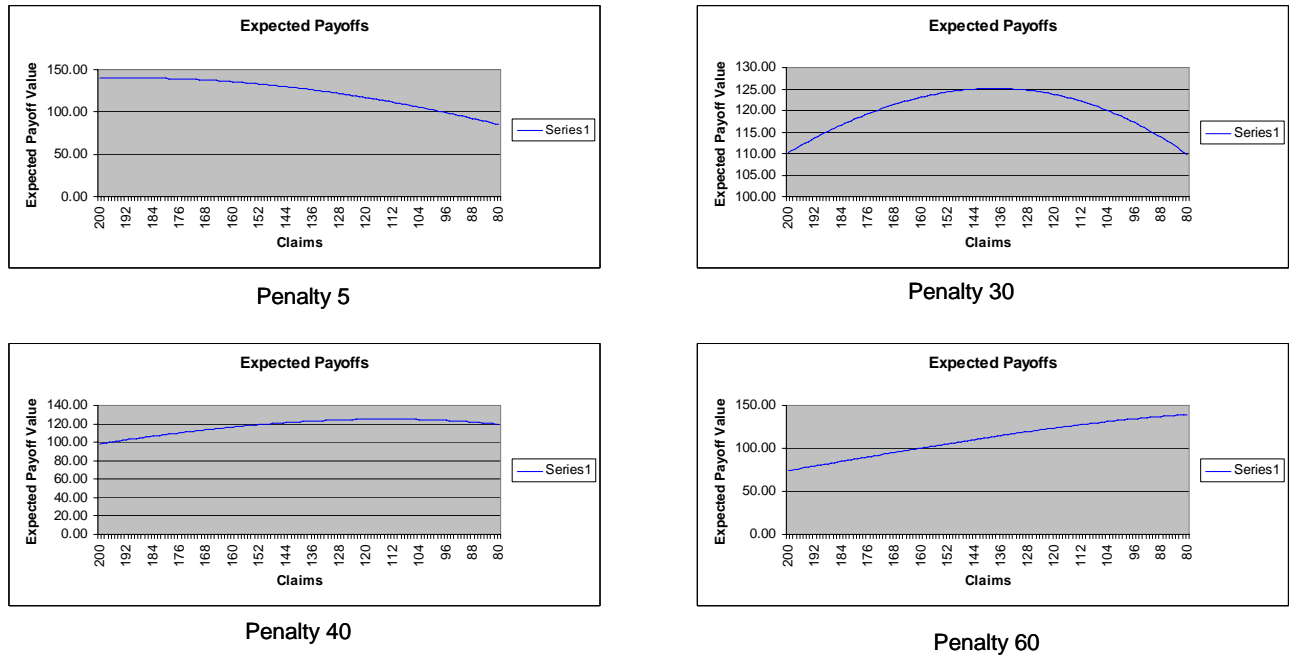 Expected Payoffs
Expected Payoff Value
150.00
100.00
50.00
0.00
200 192 184 176 168 160 152 144 136 128 120 112 104 96 88 80
Claims
Series1
Penalty 5
Expected Payoffs
Expected Payoff Value
130.00
125.00
120.00
115.00
110.00
105.00
100.00
200 192 184 176 168 160 152 144 136 128 120 112 104 96 88 80
Claims
Series1
Penalty 30
Expected Payoffs
Expected Payoff Value
140.00
120.00
100.00
80.00
60.00
40.00
20.00
0.00
200 192 184 176 168 160 152 144 136 128 120 112 104 96 88 80
Claims
Series1
Penalty 40
Expected Payoffs
Expected Payoff Value
150.00
100.00
50.00
0.00
200 192 184 176 168 160 152 144 136 128 120 112 104 96 88 80
Claims
Series1
Penalty 60